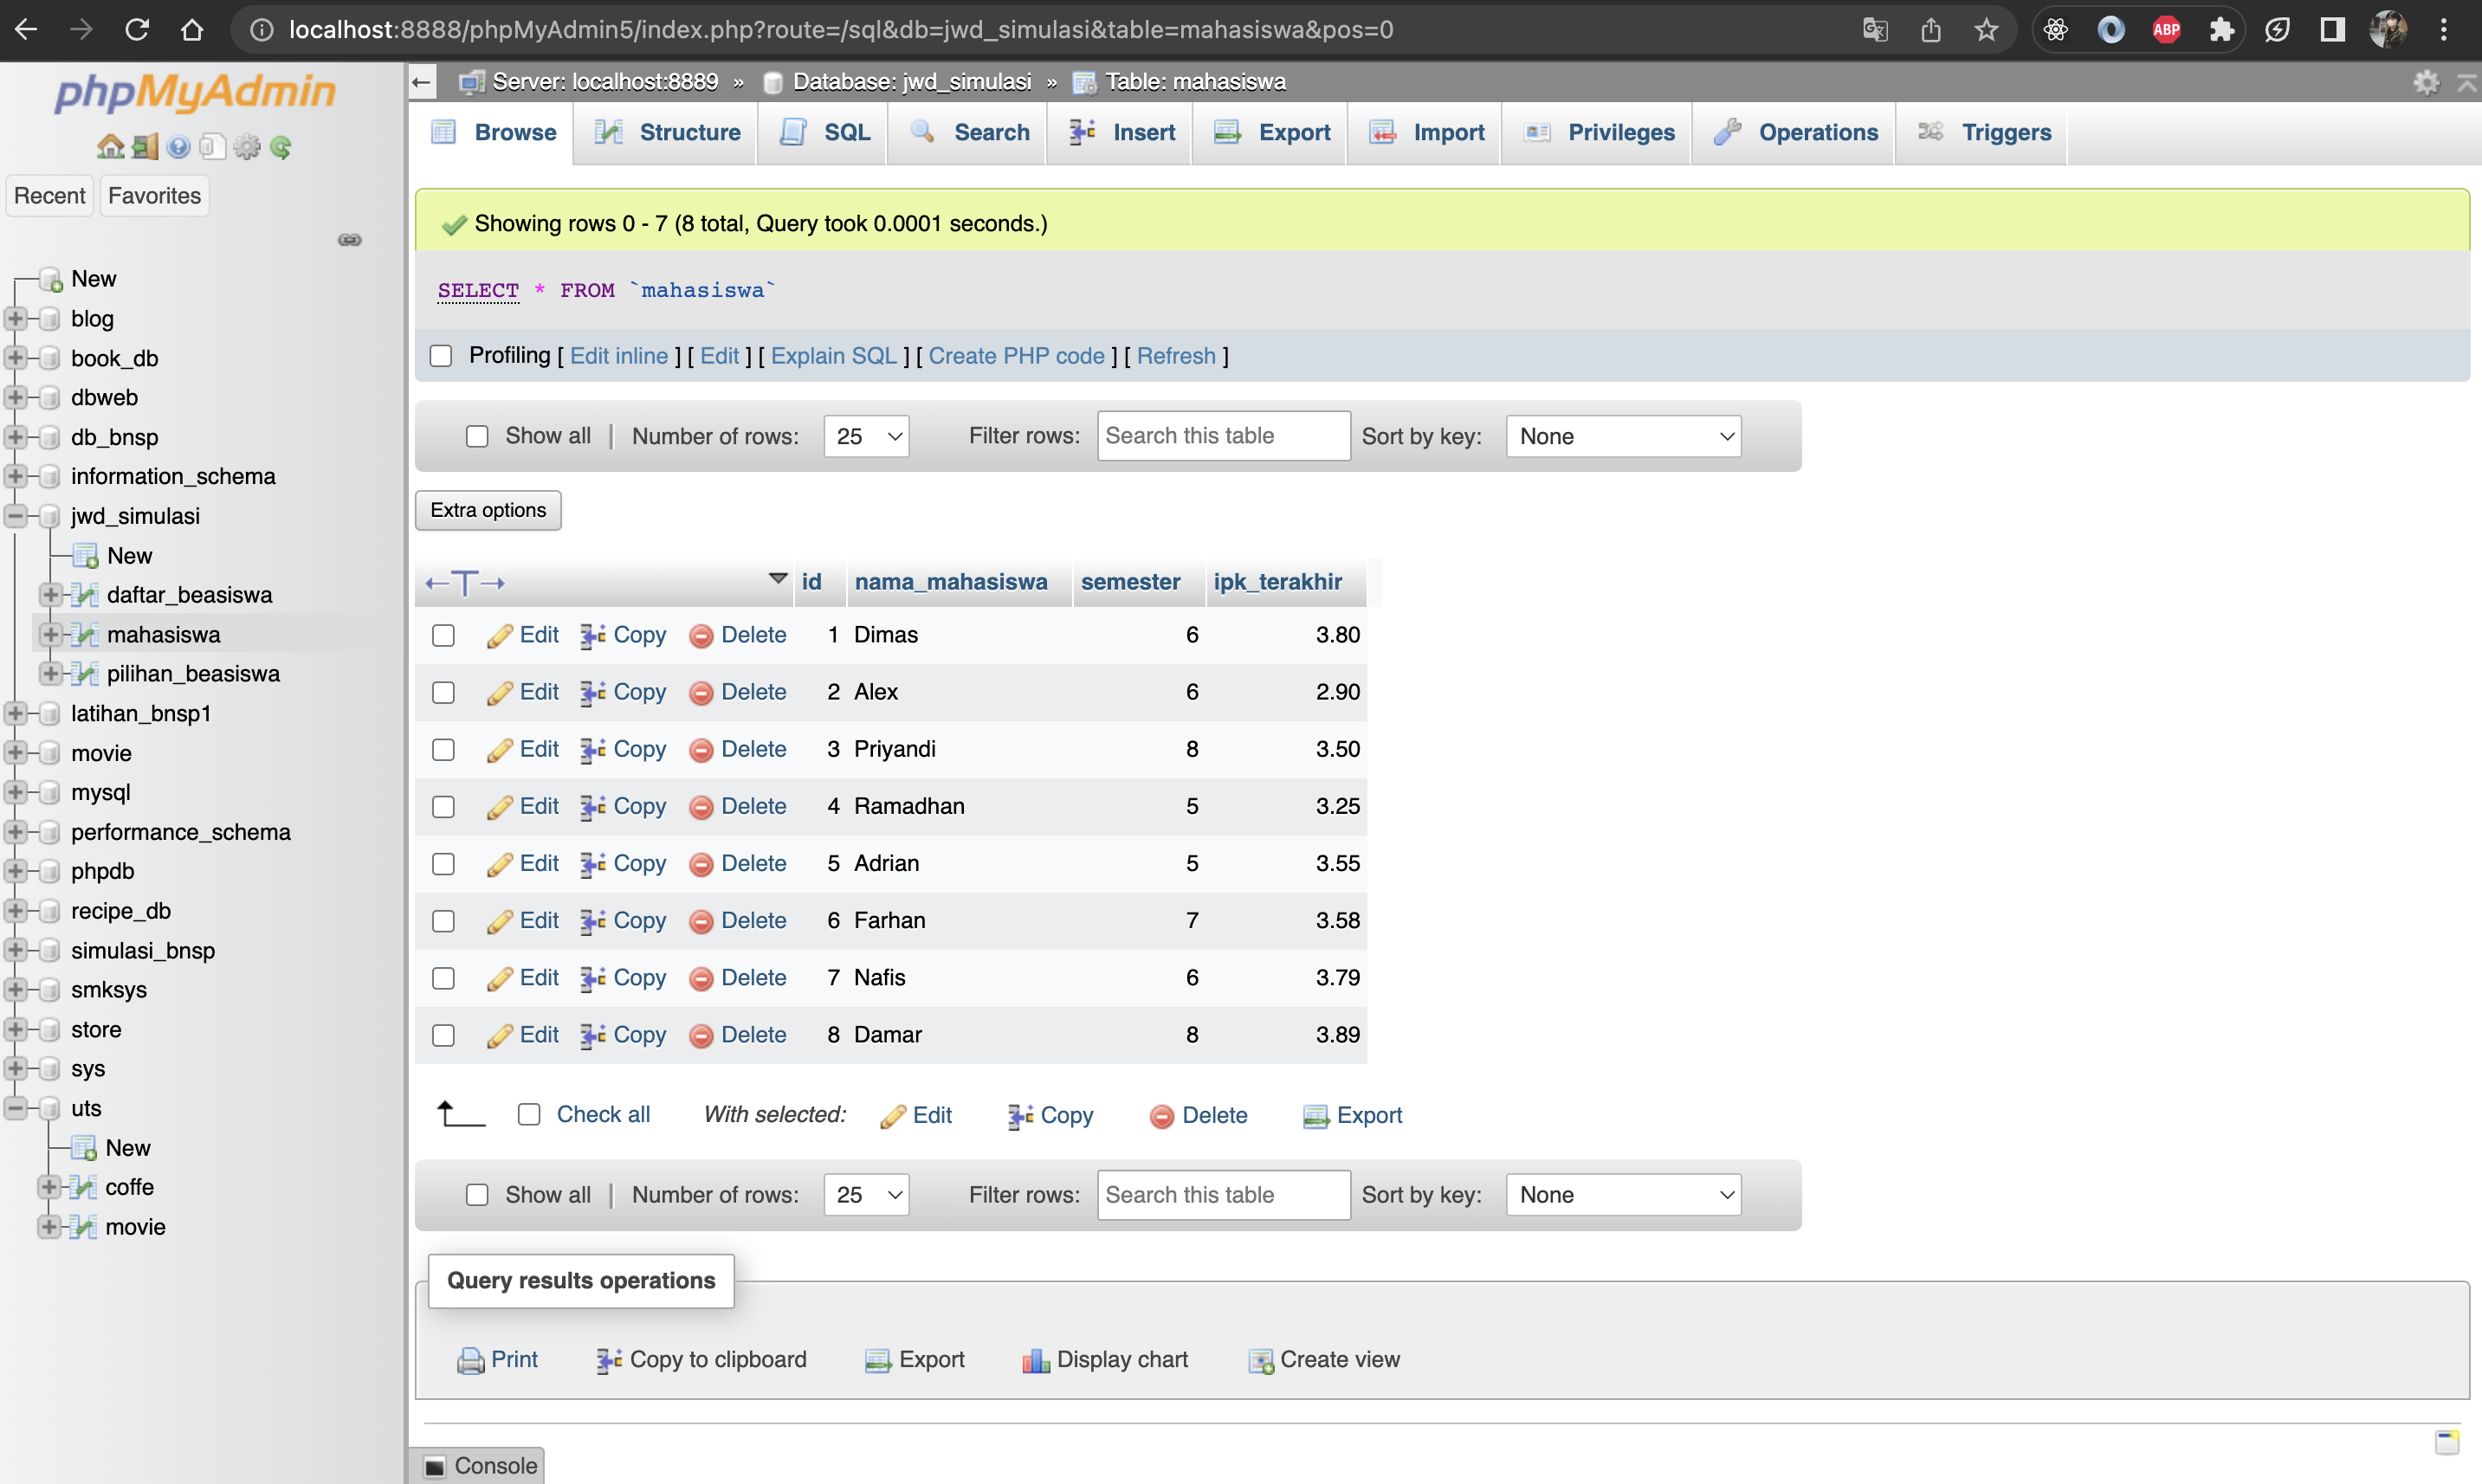 localhost:8888/phpMyAdmin5/index.php?route=/sql&db=jwd_simulasi&table=mahasiswa&pos=0
ABP
phpMyAdmin
Recent Favorites
New
blog
book_db
dbweb
db_bnsp
information_schema
jwd_simulasi
New
daftar_beasiswa
mahasiswa
pilihan_beasiswa
latihan_bnsp1
movie
mysql
performance_schema
phpdb
recipe_db
simulasi_bnsp
smksys
store
sys
uts
New
coffe
movie
Server: localhost:8889 » Database: jwd_simulasi » Table: mahasiswa
Browse Structure SQL Search Insert Export Import Privileges Operations Triggers
Showing rows 0 - 7 (8 total, Query took 0.0001 seconds.)
SELECT * FROM `mahasiswa`
Profiling [ Edit inline ] [ Edit ] [ Explain SQL ] [ Create PHP code ] [ Refresh ]
Show all | Number of rows: 25 Filter rows: Search this table Sort by key: None
Extra options
←T→ id nama_mahasiswa semester ipk_terakhir
Edit Copy Delete 1 Dimas 6 3.80
Edit Copy Delete 2 Alex 6 2.90
Edit Copy Delete 3 Priyandi 8 3.50
Edit Copy Delete 4 Ramadhan 5 3.25
Edit Copy Delete 5 Adrian 5 3.55
Edit Copy Delete 6 Farhan 7 3.58
Edit Copy Delete 7 Nafis 6 3.79
Edit Copy Delete 8 Damar 8 3.89
Check all With selected: Edit Copy Delete Export
Show all | Number of rows: 25 Filter rows: Search this table Sort by key: None
Query results operations
Print Copy to clipboard Export Display chart Create view
Console